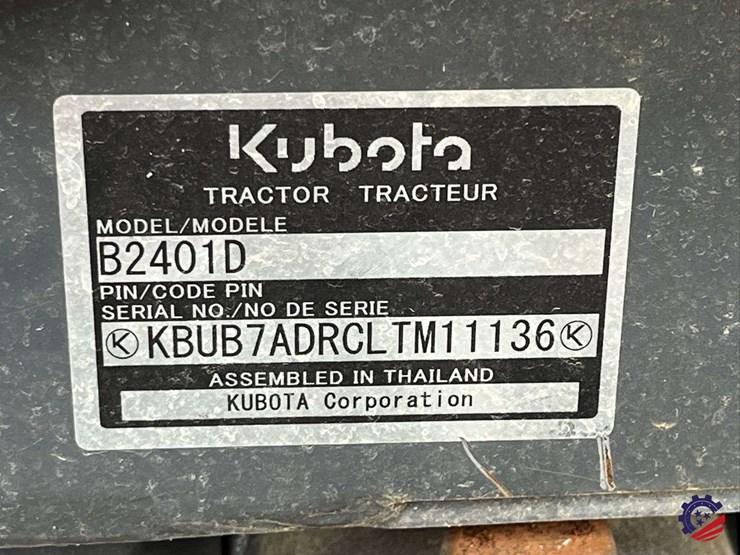 Kubota
TRACTOR TRACTEUR
MODEL/MODELE
B2401D
PIN/CODE PIN
SERIAL NO./NO DE SERIE
Ⓚ KBUB7ADRCLTM11136 Ⓚ
ASSEMBLED IN THAILAND
KUBOTA Corporation